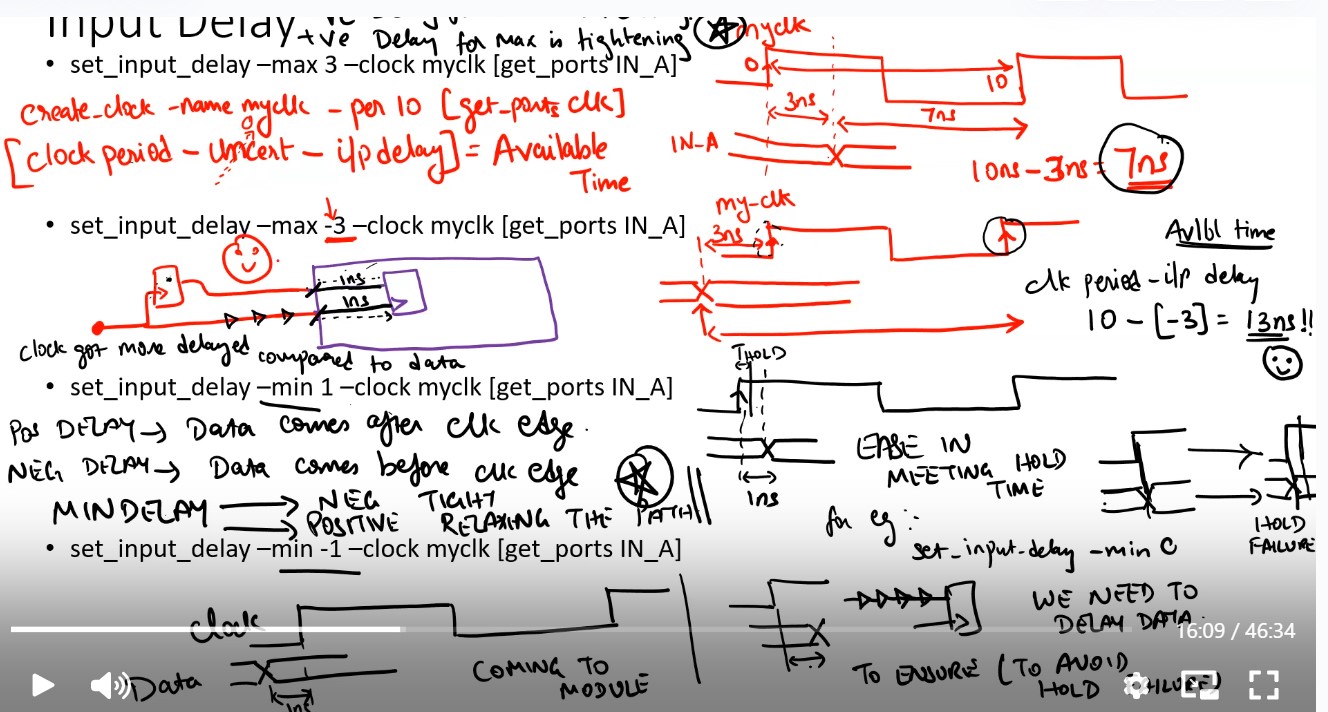 Input Delay
+ve Delay for max is tightening
• set_input_delay –max 3 –clock myclk [get_ports IN_A]
create_clock -name myclk - per 10 [get_ports clk]
[clock period - Uncert - i/p delay] = Available
Time
myclk
0
10
3ns
7ns
IN-A
10ns - 3ns = 7ns
• set_input_delay –max -3 –clock myclk [get_ports IN_A]
1ns
1ns
clock got more delayed compared to data
my-clk
3ns
Avlbl time
clk period - i/p delay
10 - [-3] = 13ns!!
• set_input_delay –min 1 –clock myclk [get_ports IN_A]
Pos DELAY → Data comes after clk edge.
NEG DELAY → Data comes before clk edge
MIN DELAY → NEG TIGHT
→ POSITIVE RELAXING THE PATH
THOLD
1ns
EASE IN
MEETING HOLD
TIME
HOLD
FAILURE
for eg :-
set_input-delay -min 0
• set_input_delay –min -1 –clock myclk [get_ports IN_A]
clock
Data
1ns
COMING TO
MODULE
WE NEED TO
DELAY DATA
TO ENSURE (TO AVOID
HOLD FAILURE)
16:09 / 46:34